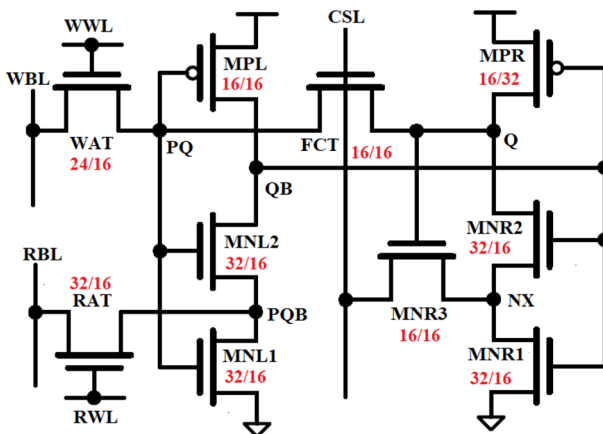 WWL
CSL
WBL
MPL
16/16
MPR
16/32
WAT
24/16
PQ
FCT
16/16
Q
QB
RBL
32/16
RAT
MNL2
32/16
MNR2
32/16
PQB
MNR3
16/16
NX
MNL1
32/16
MNR1
32/16
RWL